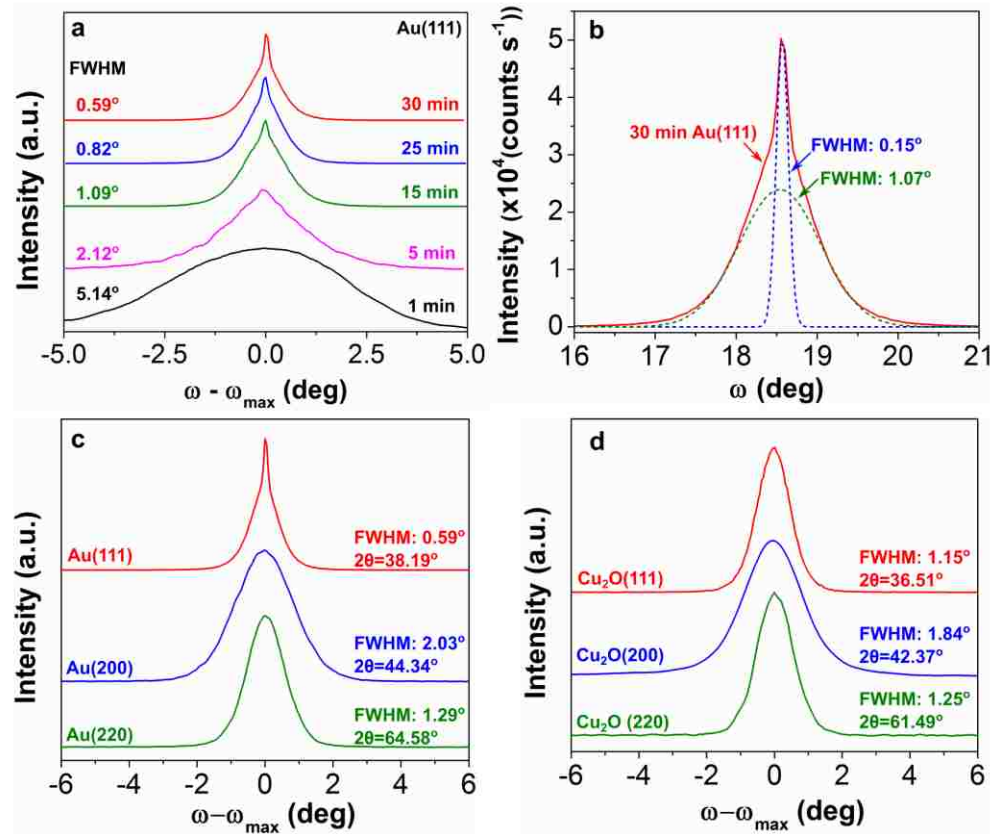 a
Au(111)
FWHM
0.59° 30 min
0.82° 25 min
1.09° 15 min
2.12° 5 min
5.14° 1 min
Intensity (a.u.)
-5.0 -2.5 0.0 2.5 5.0
ω - ωmax (deg)
b
Intensity (x10⁴(counts s⁻¹))
5
4
3
2
1
0
30 min Au(111)
FWHM: 0.15°
FWHM: 1.07°
16 17 18 19 20 21
ω (deg)
c
Intensity (a.u.)
Au(111)
FWHM: 0.59°
2θ=38.19°
Au(200)
FWHM: 2.03°
2θ=44.34°
Au(220)
FWHM: 1.29°
2θ=64.58°
-6 -4 -2 0 2 4 6
ω−ωmax (deg)
d
Intensity (a.u.)
Cu₂O(111)
FWHM: 1.15°
2θ=36.51°
Cu₂O(200)
FWHM: 1.84°
2θ=42.37°
Cu₂O (220)
FWHM: 1.25°
2θ=61.49°
-6 -4 -2 0 2 4 6
ω−ωmax (deg)